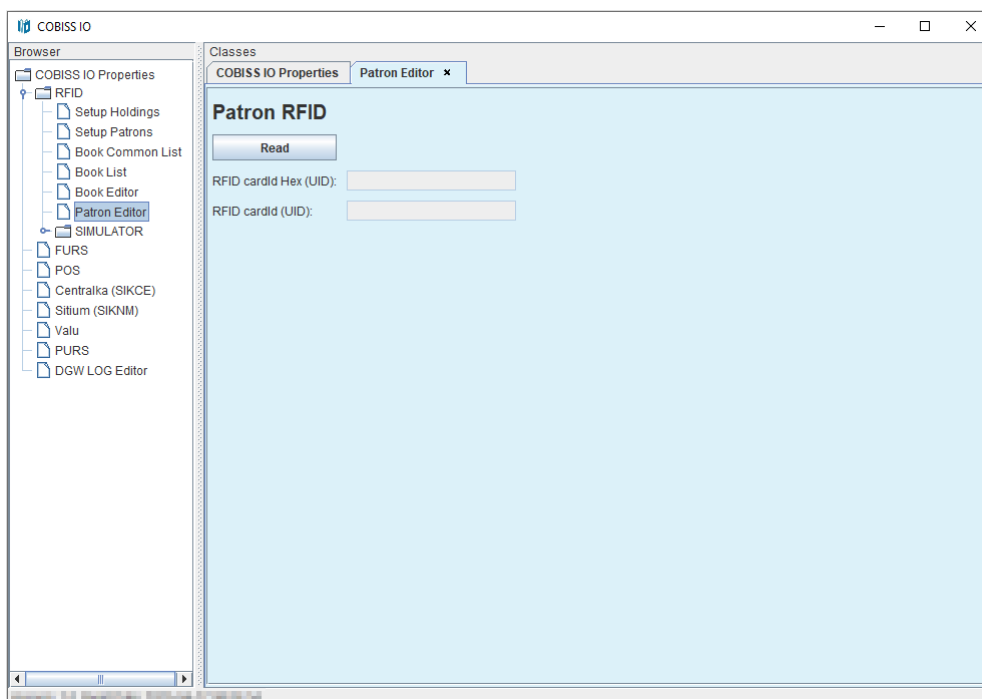 COBISS IO
Browser
COBISS IO Properties
RFID
Setup Holdings
Setup Patrons
Book Common List
Book List
Book Editor
Patron Editor
SIMULATOR
FURS
POS
Centralka (SIKCE)
Sitium (SIKNM)
Valu
PURS
DGW LOG Editor
Classes
COBISS IO Properties
Patron Editor
Patron RFID
Read
RFID cardId Hex (UID):
RFID cardId (UID):